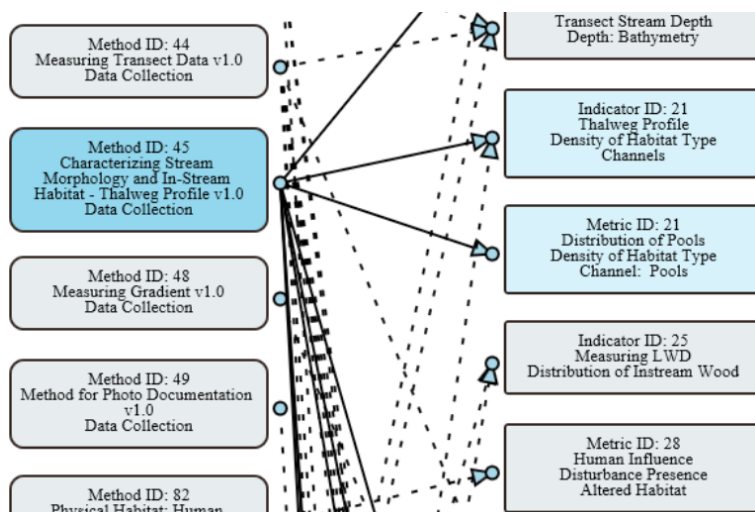 Method ID: 44
Measuring Transect Data v1.0
Data Collection
Method ID: 45
Characterizing Stream
Morphology and In-Stream
Habitat - Thalweg Profile v1.0
Data Collection
Method ID: 48
Measuring Gradient v1.0
Data Collection
Method ID: 49
Method for Photo Documentation
v1.0
Data Collection
Method ID: 82
Physical Habitat: Human
Transect Stream Depth
Depth: Bathymetry
Indicator ID: 21
Thalweg Profile
Density of Habitat Type
Channels
Metric ID: 21
Distribution of Pools
Density of Habitat Type
Channel: Pools
Indicator ID: 25
Measuring LWD
Distribution of Instream Wood
Metric ID: 28
Human Influence
Disturbance Presence
Altered Habitat